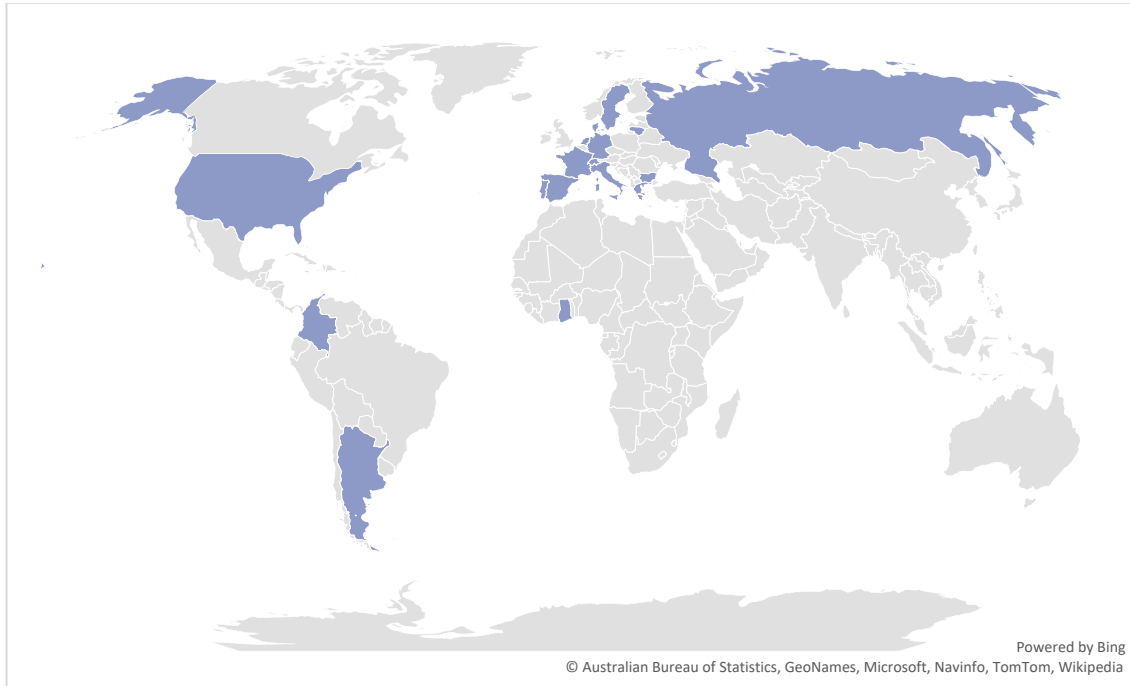 Powered by Bing
© Australian Bureau of Statistics, GeoNames, Microsoft, Navinfo, TomTom, Wikipedia